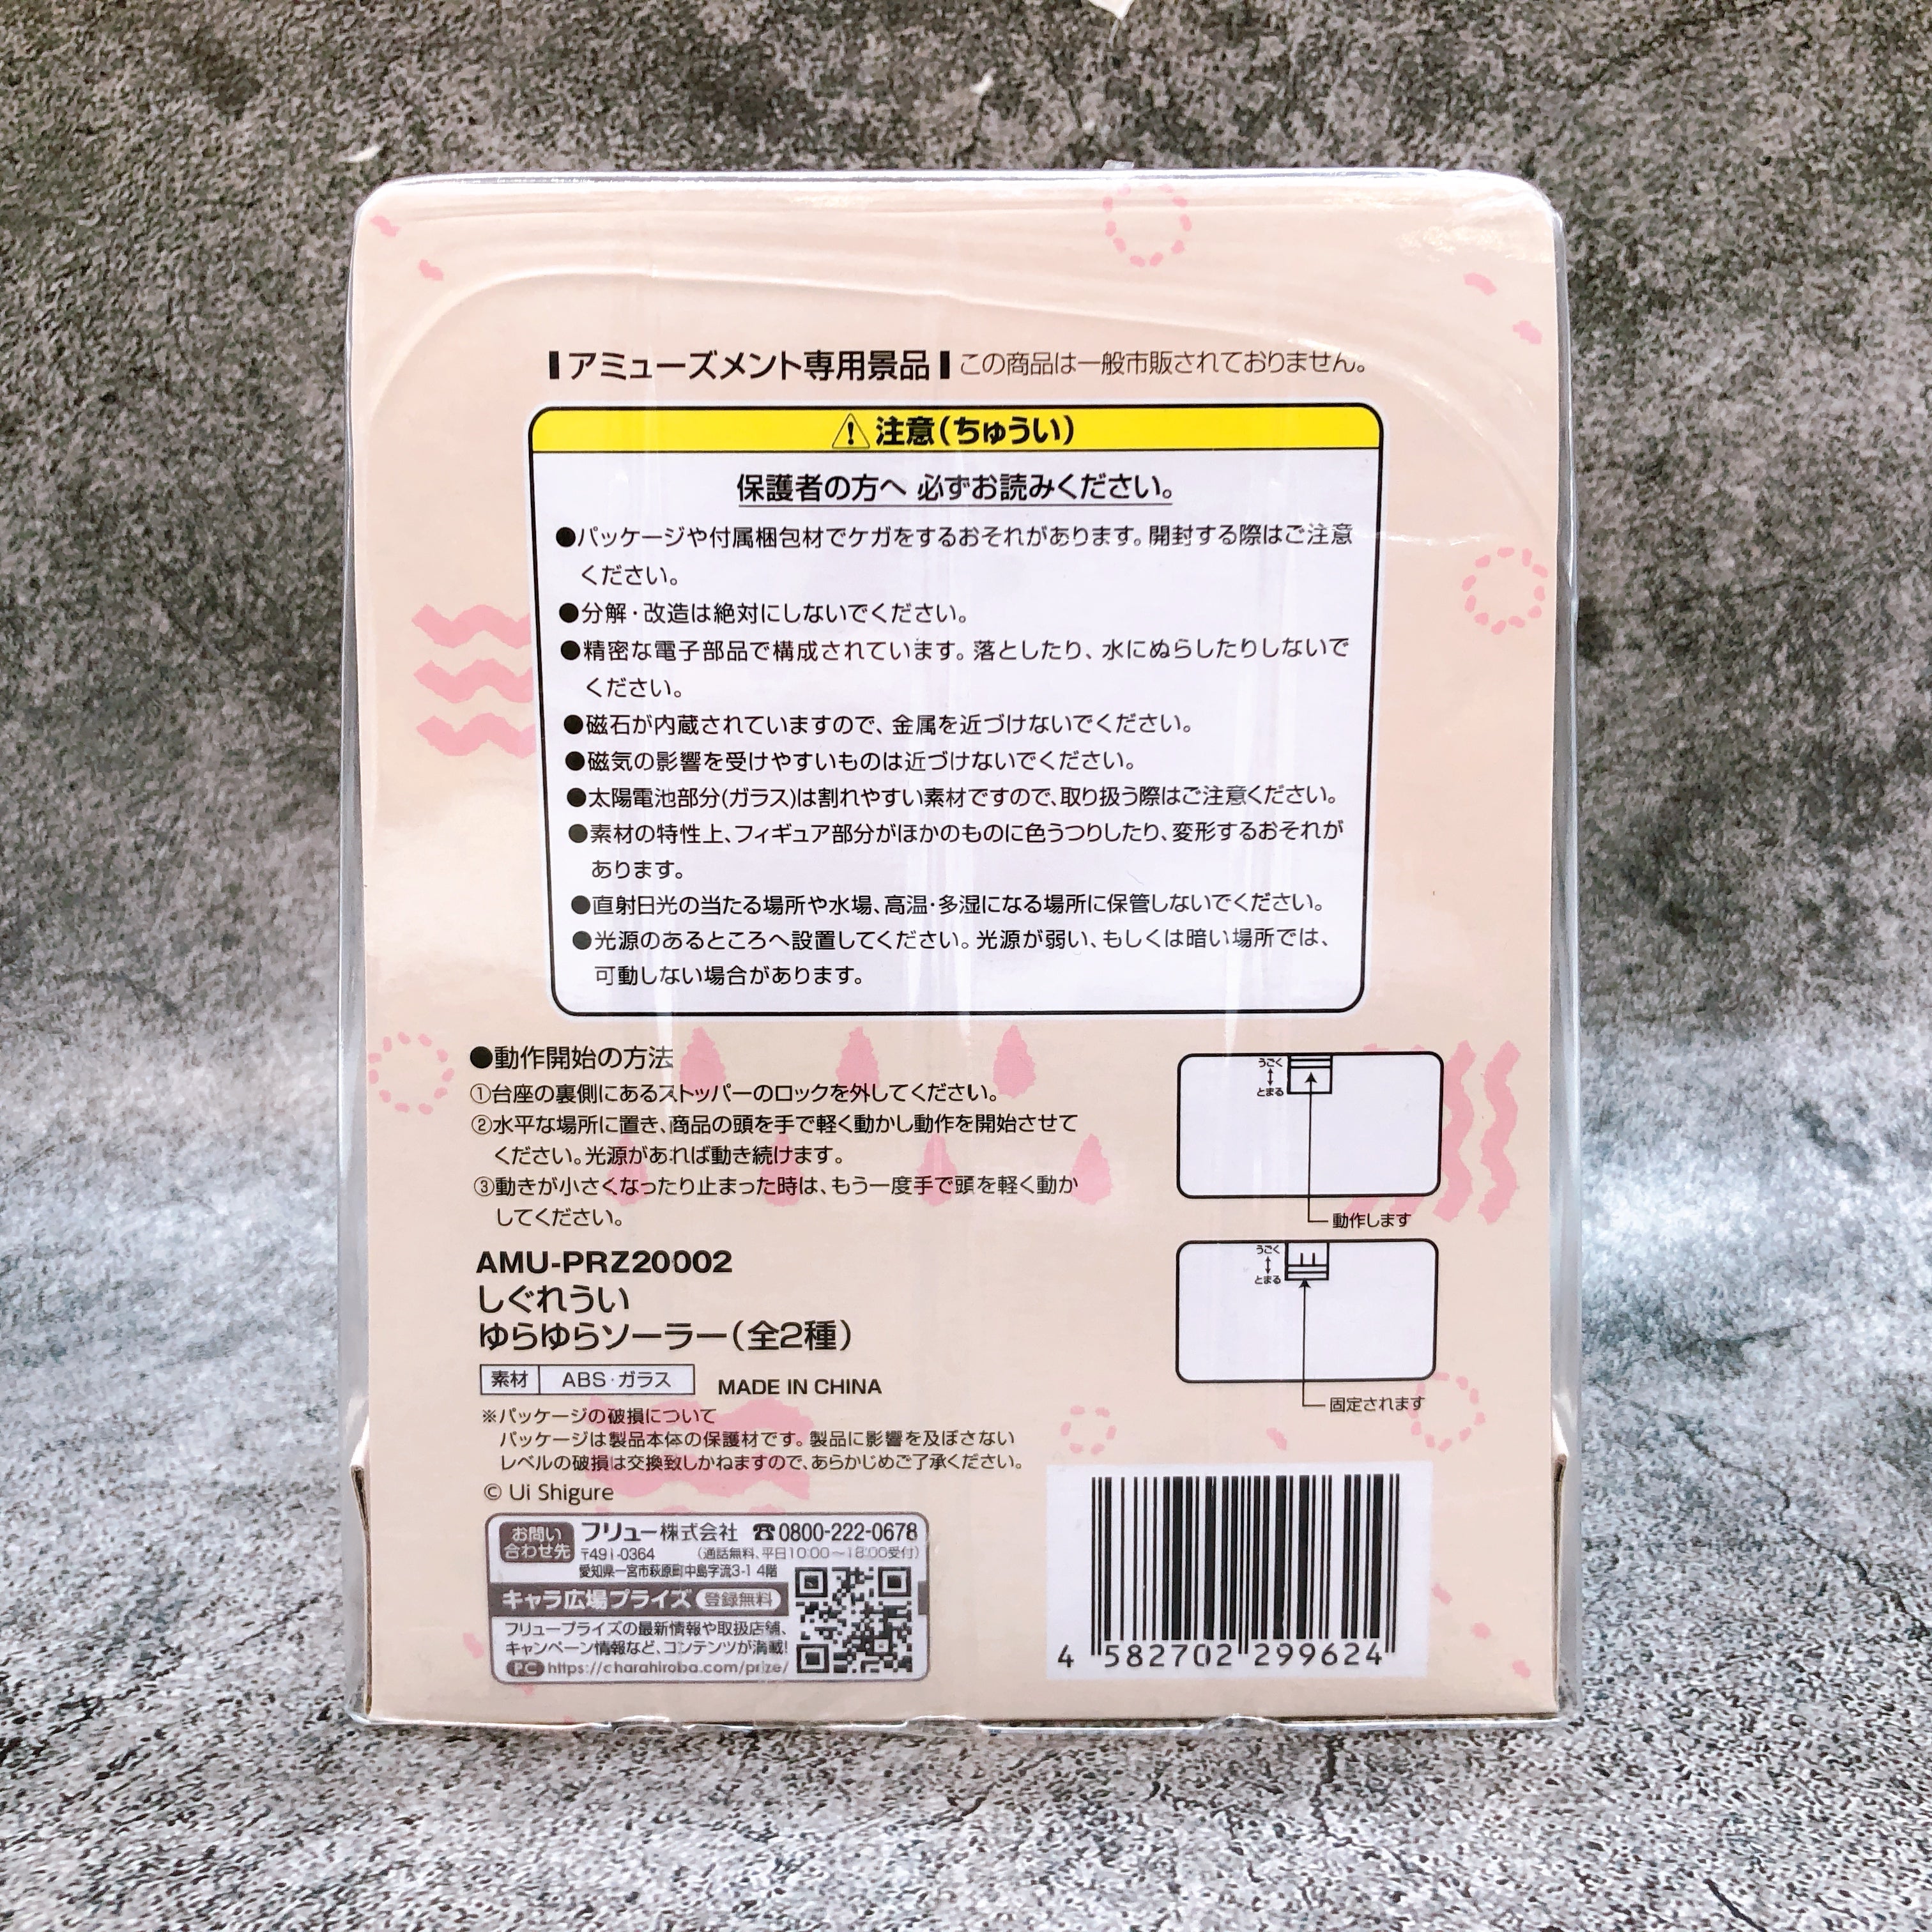 アミューズメント専用景品 この商品は一般市販されておりません。
注意(ちゅうい)
保護者の方へ 必ずお読みください。
●パッケージや付属梱包材でケガをするおそれがあります。開封する際はご注意
ください。
●分解・改造は絶対にしないでください。
●精密な電子部品で構成されています。落としたり、水にぬらしたりしないで
ください。
●磁石が内蔵されていますので、金属を近づけないでください。
●磁気の影響を受けやすいものは近づけないでください。
●太陽電池部分(ガラス)は割れやすい素材ですので、取り扱う際はご注意ください。
●素材の特性上、フィギュア部分がほかのものに色うつりしたり、変形するおそれが
あります。
●直射日光の当たる場所や水場、高温・多湿になる場所に保管しないでください。
●光源のあるところへ設置してください。光源が弱い、もしくは暗い場所では、
可動しない場合があります。
●動作開始の方法
①台座の裏側にあるストッパーのロックを外してください。
②水平な場所に置き、商品の頭を手で軽く動かし動作を開始させて
ください。光源があれば動き続けます。
③動きが小さくなったり止まった時は、もう一度手で頭を軽く動か
してください。
うごく
とまる
動作します
うごく
とまる
固定されます
AMU-PRZ20002
しぐれうい
ゆらゆらソーラー(全2種)
素材 ABS・ガラス MADE IN CHINA
※パッケージの破損について
パッケージは製品本体の保護材です。製品に影響を及ぼさない
レベルの破損は交換致しかねますので、あらかじめご了承ください。
© Ui Shigure
お問い
合わせ先
フリュー株式会社 ☎0800-222-0678
〒491-0364 (通話無料、平日10:00〜18:00受付)
愛知県一宮市萩原町中島字流3-1 4階
キャラ広場プライズ 登録無料
フリュープライズの最新情報や取扱店舗、
キャンペーン情報など、コンテンツが満載!
PC https://charahiroba.com/prize/
4 582702 299624